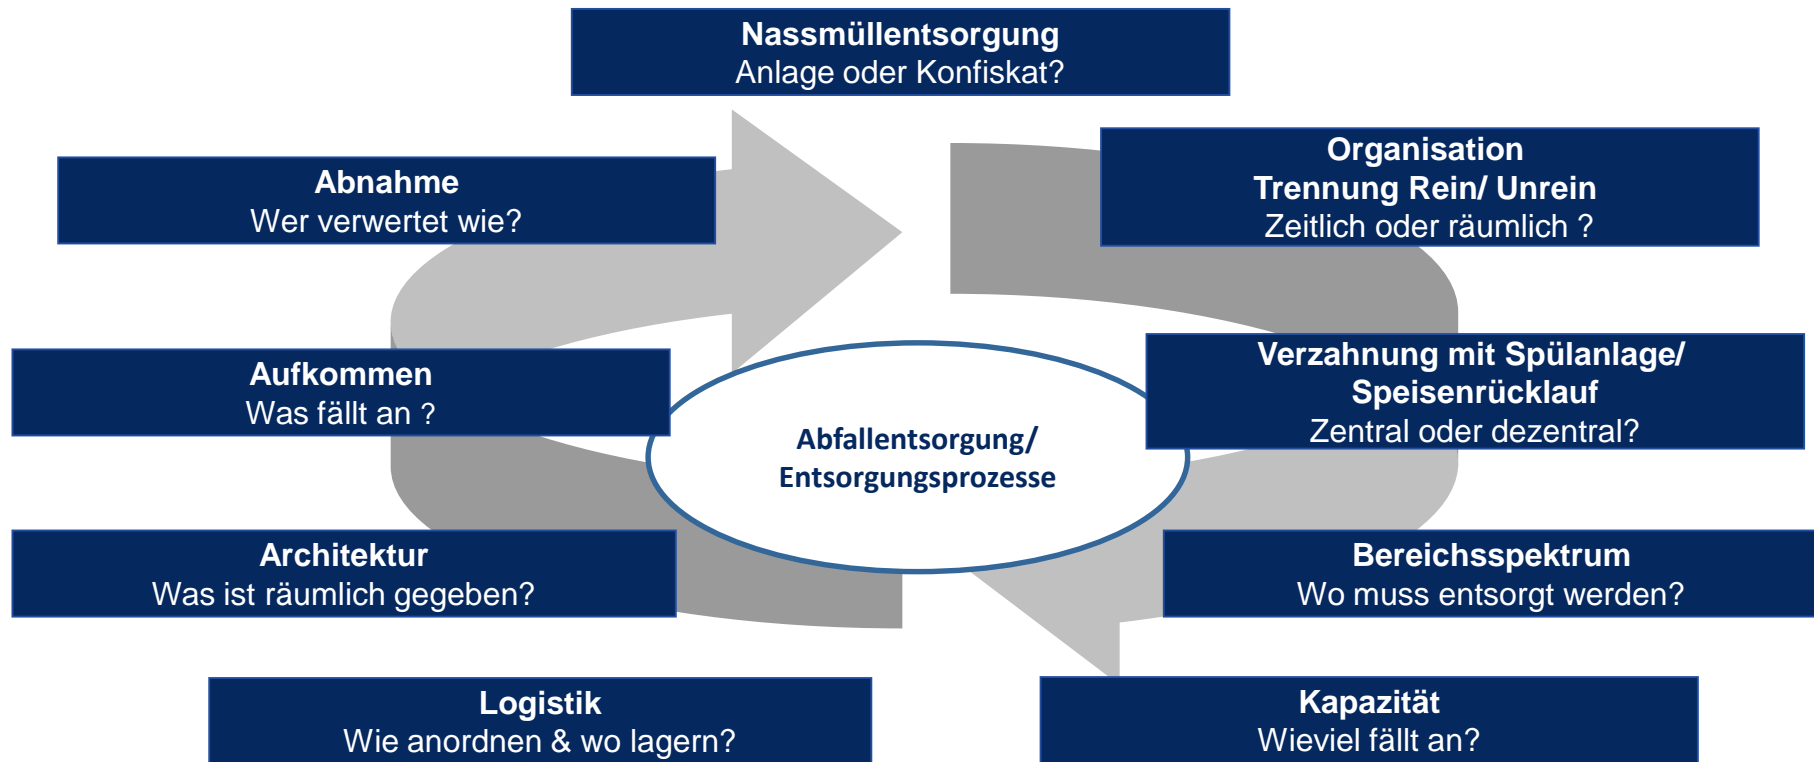 Nassmüllentsorgung
Anlage oder Konfiskat?
Organisation
Trennung Rein/ Unrein
Zeitlich oder räumlich ?
Abnahme
Wer verwertet wie?
Verzahnung mit Spülanlage/
Speisenrücklauf
Zentral oder dezentral?
Aufkommen
Was fällt an ?
Abfallentsorgung/
Entsorgungsprozesse
Architektur
Was ist räumlich gegeben?
Bereichsspektrum
Wo muss entsorgt werden?
Logistik
Wie anordnen & wo lagern?
Kapazität
Wieviel fällt an?